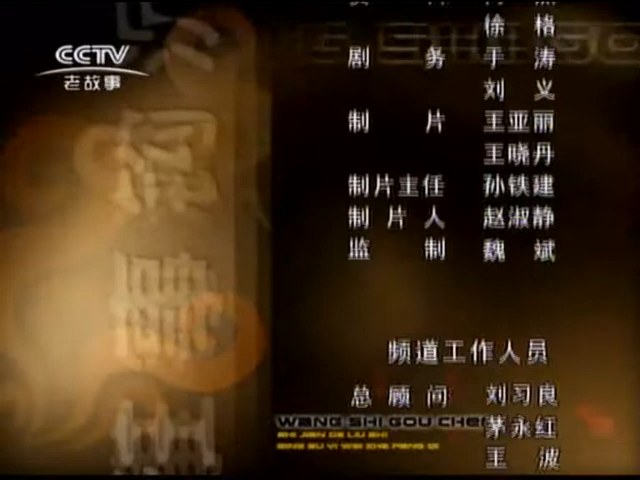 CCTV
老故事
徐 格
剧 务 于 涛
刘 义
制 片 王亚丽
王晓丹
制片主任 孙铁建
制 片 人 赵淑静
监 制 魏 斌
频道工作人员
总 顾 问 刘习良
WANG SHI GOU CHE
茅永红
王 波